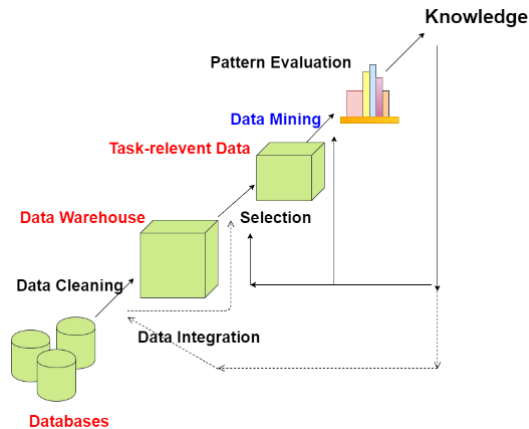 Knowledge
Pattern Evaluation
Data Mining
Task-relevent Data
Data Warehouse
Selection
Data Cleaning
Data Integration
Databases